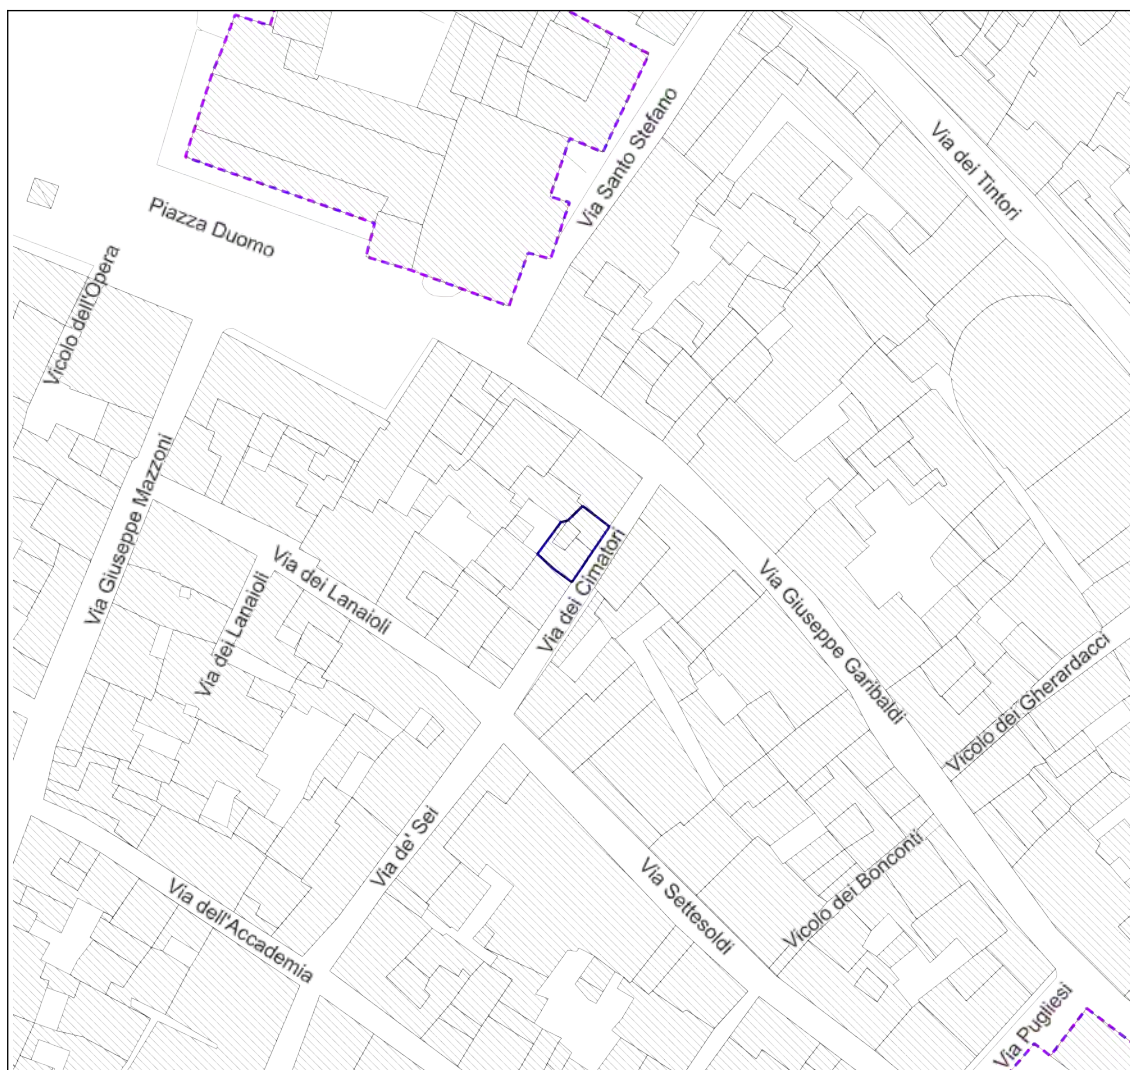 Via Santo Stefano
Via dei Tintori
Piazza Duomo
Vicolo dell'Opera
Via Giuseppe Mazzoni
Via dei Lanaioli
Via dei Lanaioli
Via dei Cimatori
Via Giuseppe Garibaldi
Vicolo dei Gherardacci
Via de' Sei
Via Settesoldi
Vicolo dei Bonconti
Via dell'Accademia
Via Pugliesi